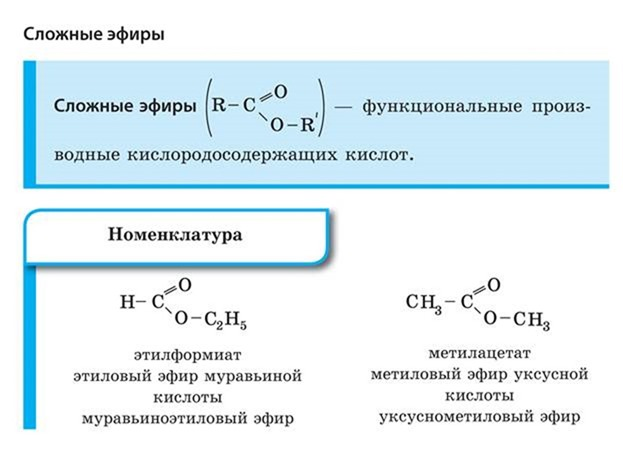 Сложные эфиры
Сложные эфиры (R–C=O O–R') — функциональные произ-
водные кислородосодержащих кислот.
Номенклатура
H–C=O O–C₂H₅
этилформиат
этиловый эфир муравьиной
кислоты
муравьиноэтиловый эфир
CH₃–C=O O–CH₃
метилацетат
метиловый эфир уксусной
кислоты
уксуснометиловый эфир